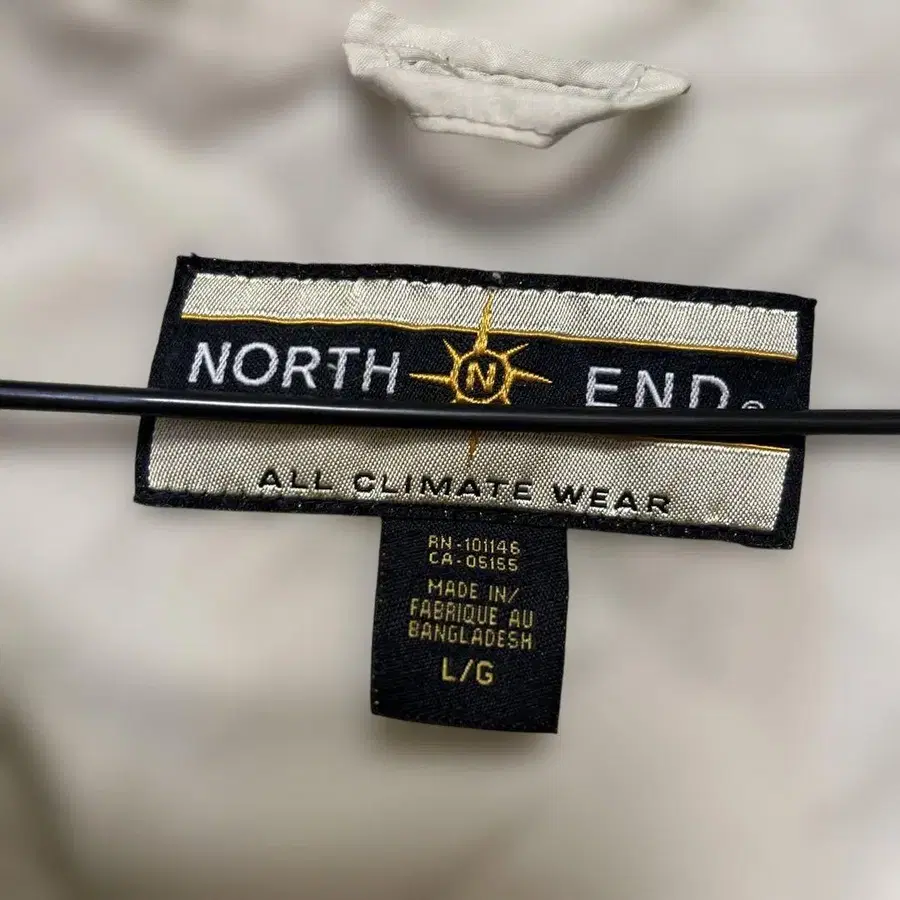 NORTH N END®
ALL CLIMATE WEAR
RN-101146
CA-05155
MADE IN/
FABRIQUE AU
BANGLADESH
L/G